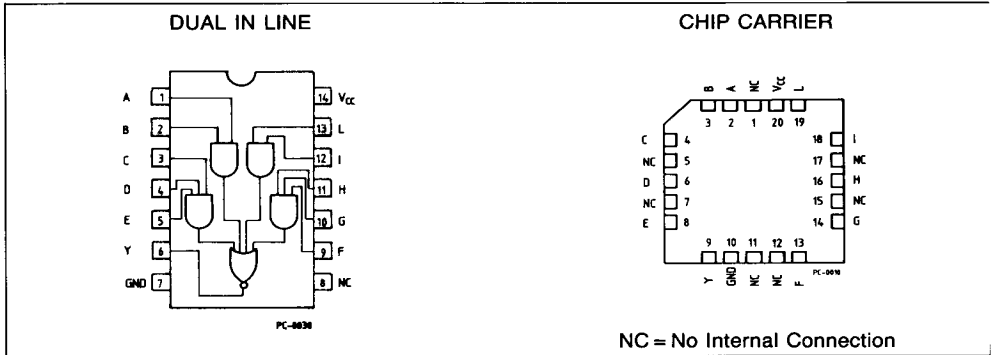 DUAL IN LINE
CHIP CARRIER
A 1
14 VCC
B 2
13 L
C 3
12 I
D 4
11 H
E 5
10 G
Y 6
9 F
GND 7
8 NC
PC-0030
B A NC VCC L
3 2 1 20 19
C 4
18 I
NC 5
17 NC
D 6
16 H
NC 7
15 NC
E 8
14 G
9 10 11 12 13
Y GND NC NC F
PC-0010
NC = No Internal Connection